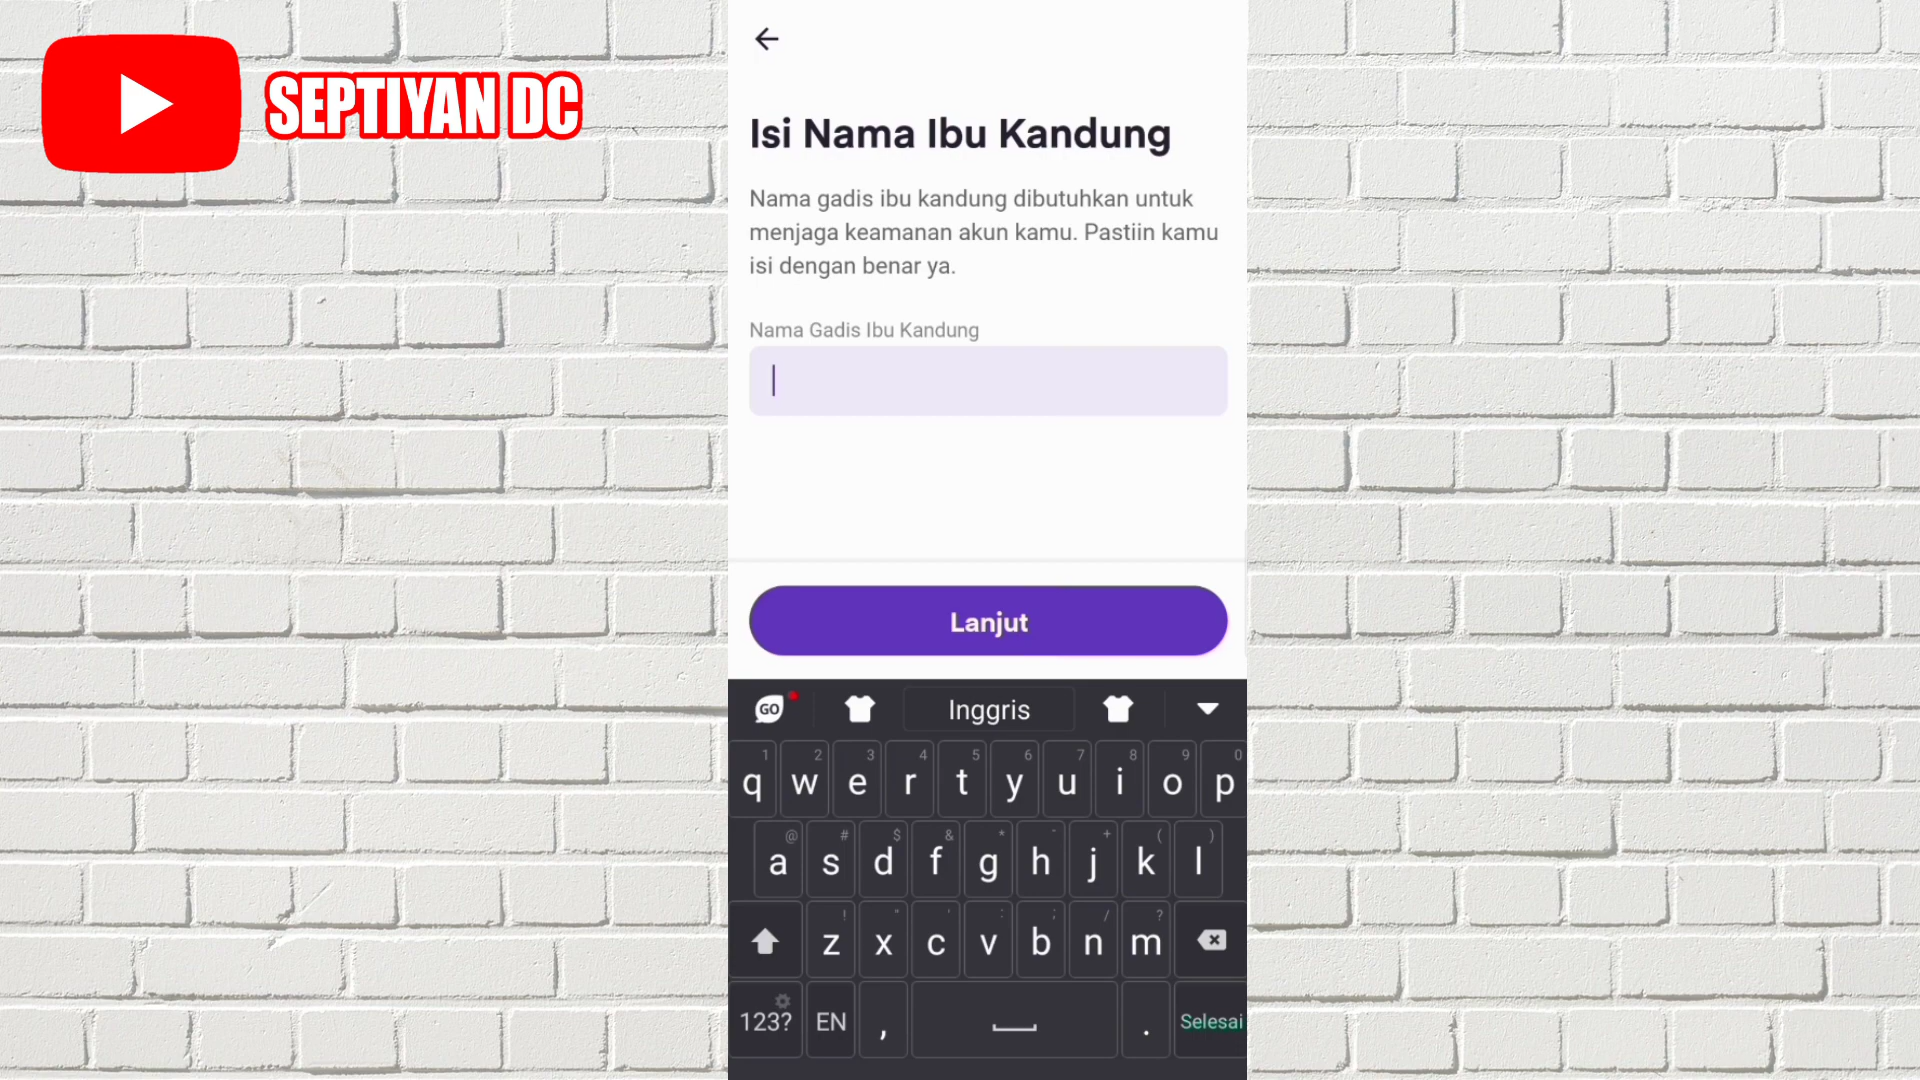 SEPTIYAN DC
Isi Nama Ibu Kandung
Nama gadis ibu kandung dibutuhkan untuk
menjaga keamanan akun kamu. Pastiin kamu
isi dengan benar ya.
Nama Gadis Ibu Kandung
Lanjut
GO Inggris
1 2 3 4 5 6 7 8 9 0
q w e r t y u i o p
@ # $ & * - + ( )
a s d f g h j k l
! " ' : ; / ?
z x c v b n m
123? EN , . Selesai